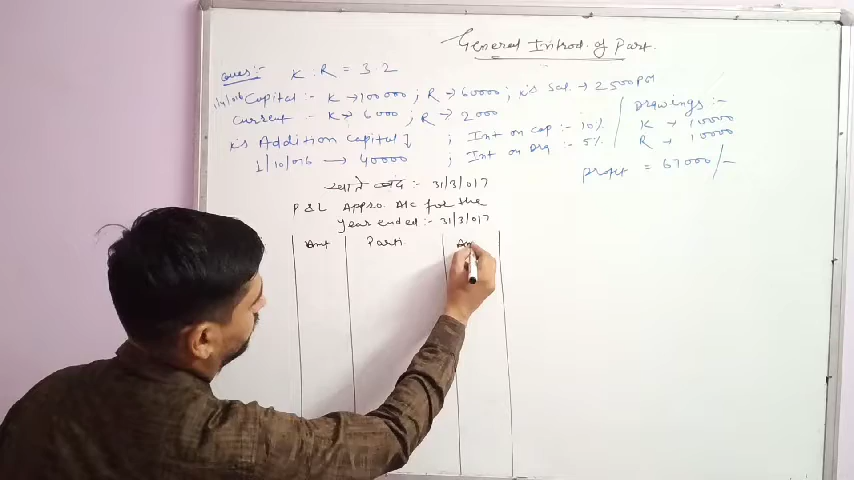 General Introd. of Part.
Ques:- K : R = 3:2
1/4/016 Capital :- K → 100000 ; R → 60000 ; K's Sal. → 2500 PM
Current :- K → 6000 ; R → 2000
K's Addition Capital ; Int on cap :- 10%
1/10/016 → 40000 ; Int on Drg :- 5%
Drawings :-
K → 10000
R → 10000
Profit = 67000/-
खाते बंद :- 31/3/017
P & L Appro. A/c for the
Year ended :- 31/3/017
Amt Parti Am